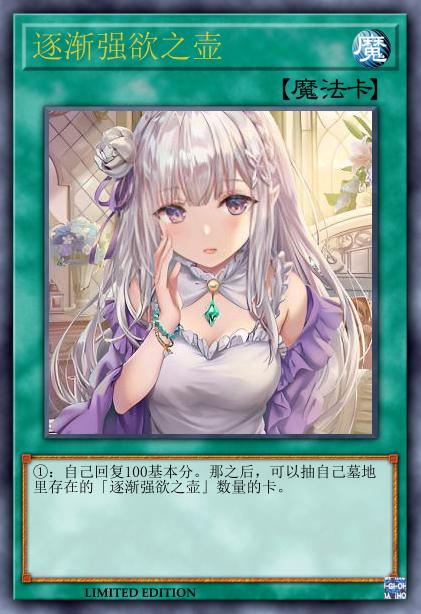 逐渐强欲之壶
魔
【魔法卡】
①：自己回复100基本分。那之后，可以抽自己墓地
里存在的「逐渐强欲之壶」数量的卡。
LIMITED EDITION